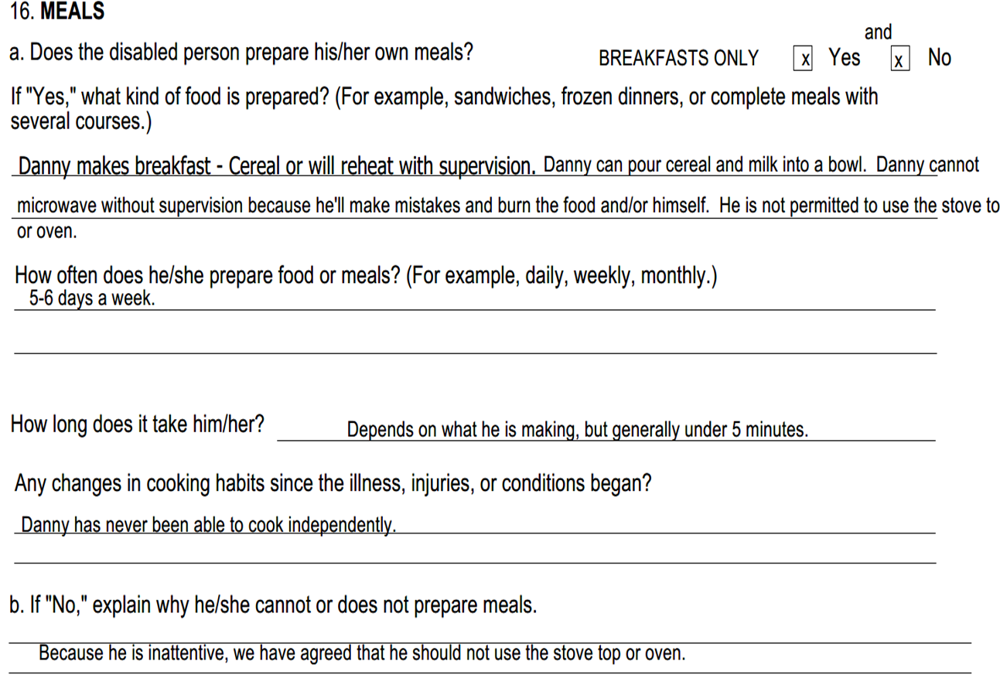 16. MEALS
and
a. Does the disabled person prepare his/her own meals? BREAKFASTS ONLY x Yes x No
If "Yes," what kind of food is prepared? (For example, sandwiches, frozen dinners, or complete meals with
several courses.)
Danny makes breakfast - Cereal or will reheat with supervision. Danny can pour cereal and milk into a bowl. Danny cannot
microwave without supervision because he'll make mistakes and burn the food and/or himself. He is not permitted to use the stove to
or oven.
How often does he/she prepare food or meals? (For example, daily, weekly, monthly.)
5-6 days a week.
How long does it take him/her? Depends on what he is making, but generally under 5 minutes.
Any changes in cooking habits since the illness, injuries, or conditions began?
Danny has never been able to cook independently.
b. If "No," explain why he/she cannot or does not prepare meals.
Because he is inattentive, we have agreed that he should not use the stove top or oven.